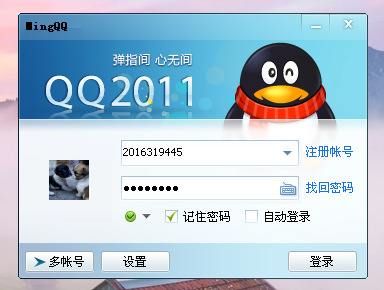 MingQQ
弹指间 心无间
QQ2011
2016319445
注册帐号
●●●●●●●●
找回密码
记住密码
自动登录
多帐号
设置
登录